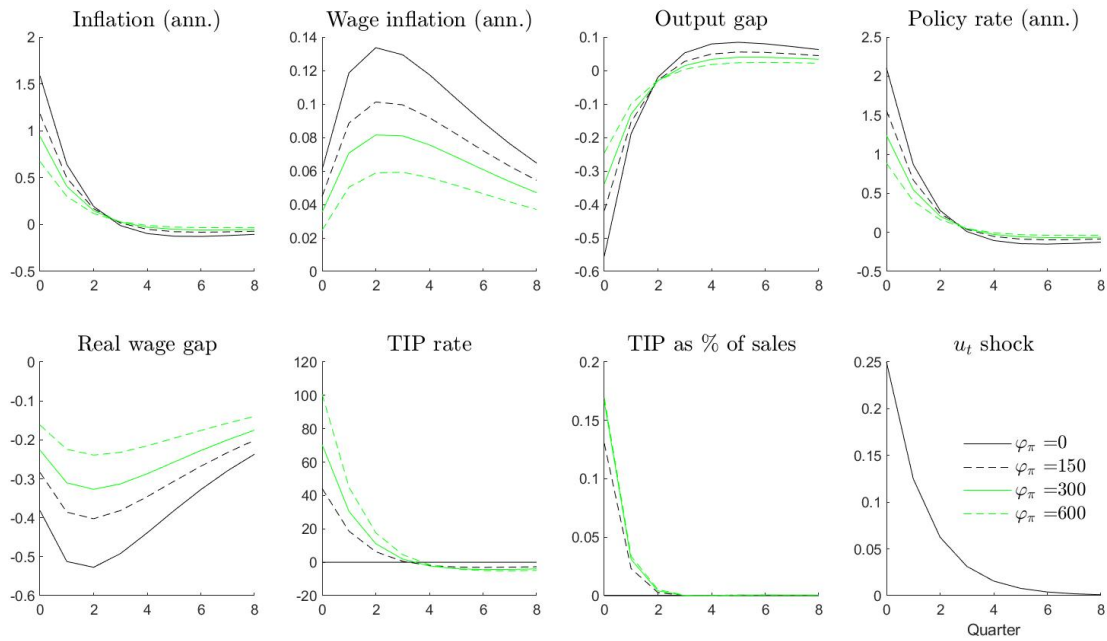 Inflation (ann.)
Wage inflation (ann.)
Output gap
Policy rate (ann.)
2
1.5
1
0.5
0
-0.5
0 2 4 6 8
0.14
0.12
0.1
0.08
0.06
0.04
0.02
0
0 2 4 6 8
0.1
0
-0.1
-0.2
-0.3
-0.4
-0.5
-0.6
0 2 4 6 8
2.5
2
1.5
1
0.5
0
-0.5
0 2 4 6 8
Real wage gap
TIP rate
TIP as % of sales
u_t shock
0
-0.1
-0.2
-0.3
-0.4
-0.5
-0.6
0 2 4 6 8
120
100
80
60
40
20
0
-20
0 2 4 6 8
0.2
0.15
0.1
0.05
0
0 2 4 6 8
0.25
0.2
0.15
0.1
0.05
0
0 2 4 6 8
φ_π =0
φ_π =150
φ_π =300
φ_π =600
Quarter